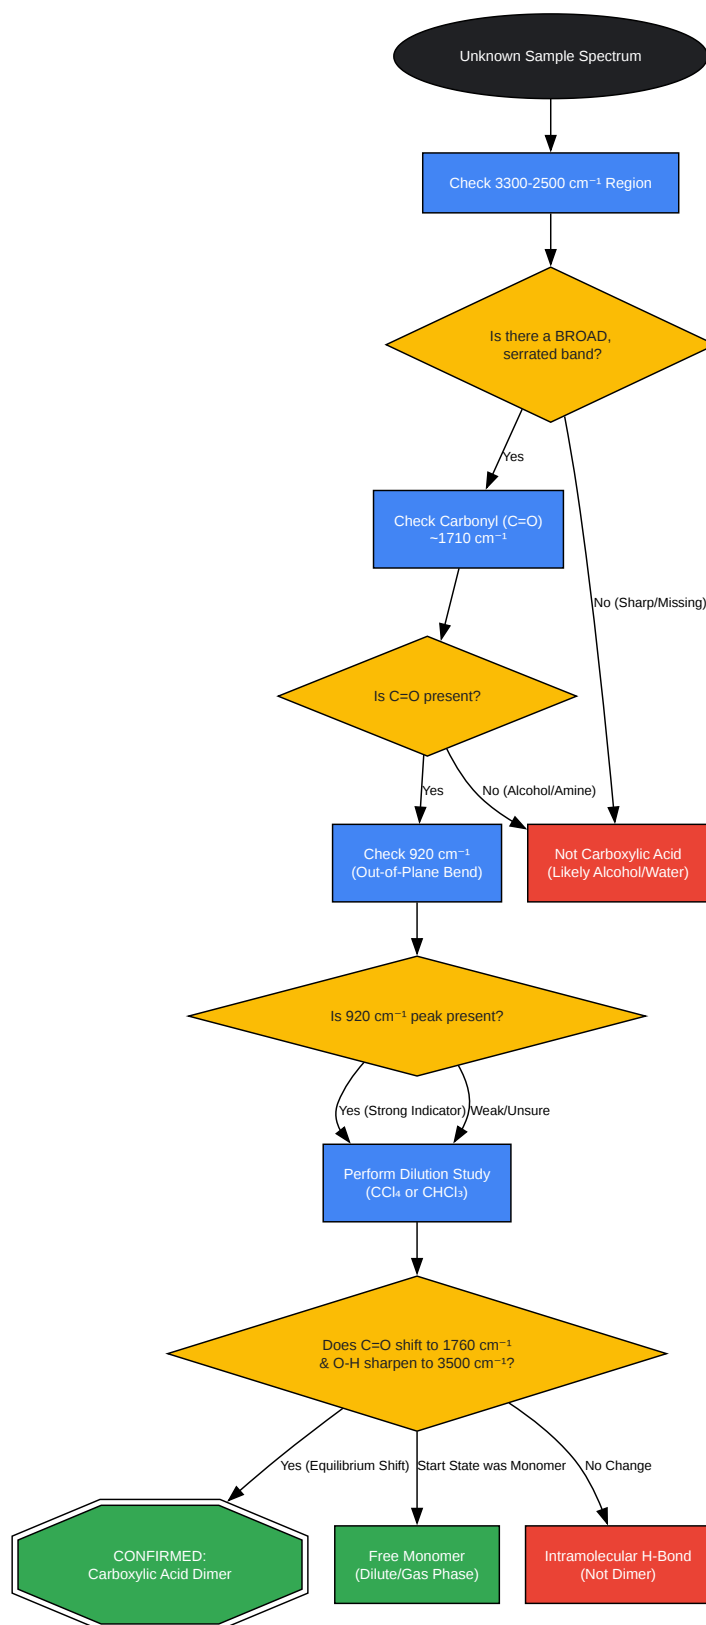 Unknown Sample Spectrum
Check 3300-2500 cm⁻¹ Region
Is there a BROAD,
serrated band?
Yes
Check Carbonyl (C=O)
~1710 cm⁻¹
No (Sharp/Missing)
Is C=O present?
Yes
No (Alcohol/Amine)
Check 920 cm⁻¹
(Out-of-Plane Bend)
Not Carboxylic Acid
(Likely Alcohol/Water)
Is 920 cm⁻¹ peak present?
Yes (Strong Indicator)
Weak/Unsure
Perform Dilution Study
(CCl₄ or CHCl₃)
Does C=O shift to 1760 cm⁻¹
& O-H sharpen to 3500 cm⁻¹?
Yes (Equilibrium Shift)
Start State was Monomer
No Change
CONFIRMED:
Carboxylic Acid Dimer
Free Monomer
(Dilute/Gas Phase)
Intramolecular H-Bond
(Not Dimer)